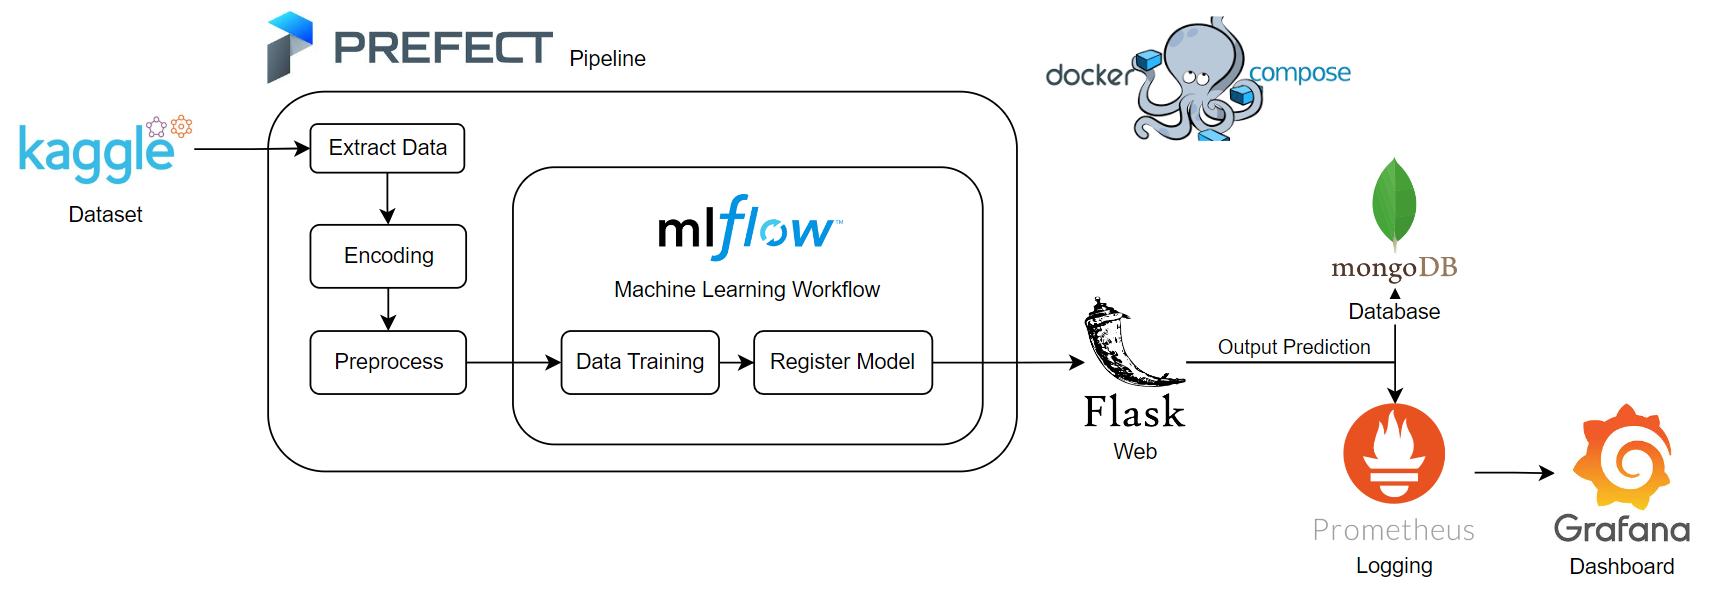 PREFECT Pipeline
docker compose
kaggle
Dataset
Extract Data
Encoding
Preprocess
mlflow™
Machine Learning Workflow
Data Training
Register Model
Flask
Web
Output Prediction
mongoDB
Database
Prometheus
Logging
Grafana
Dashboard